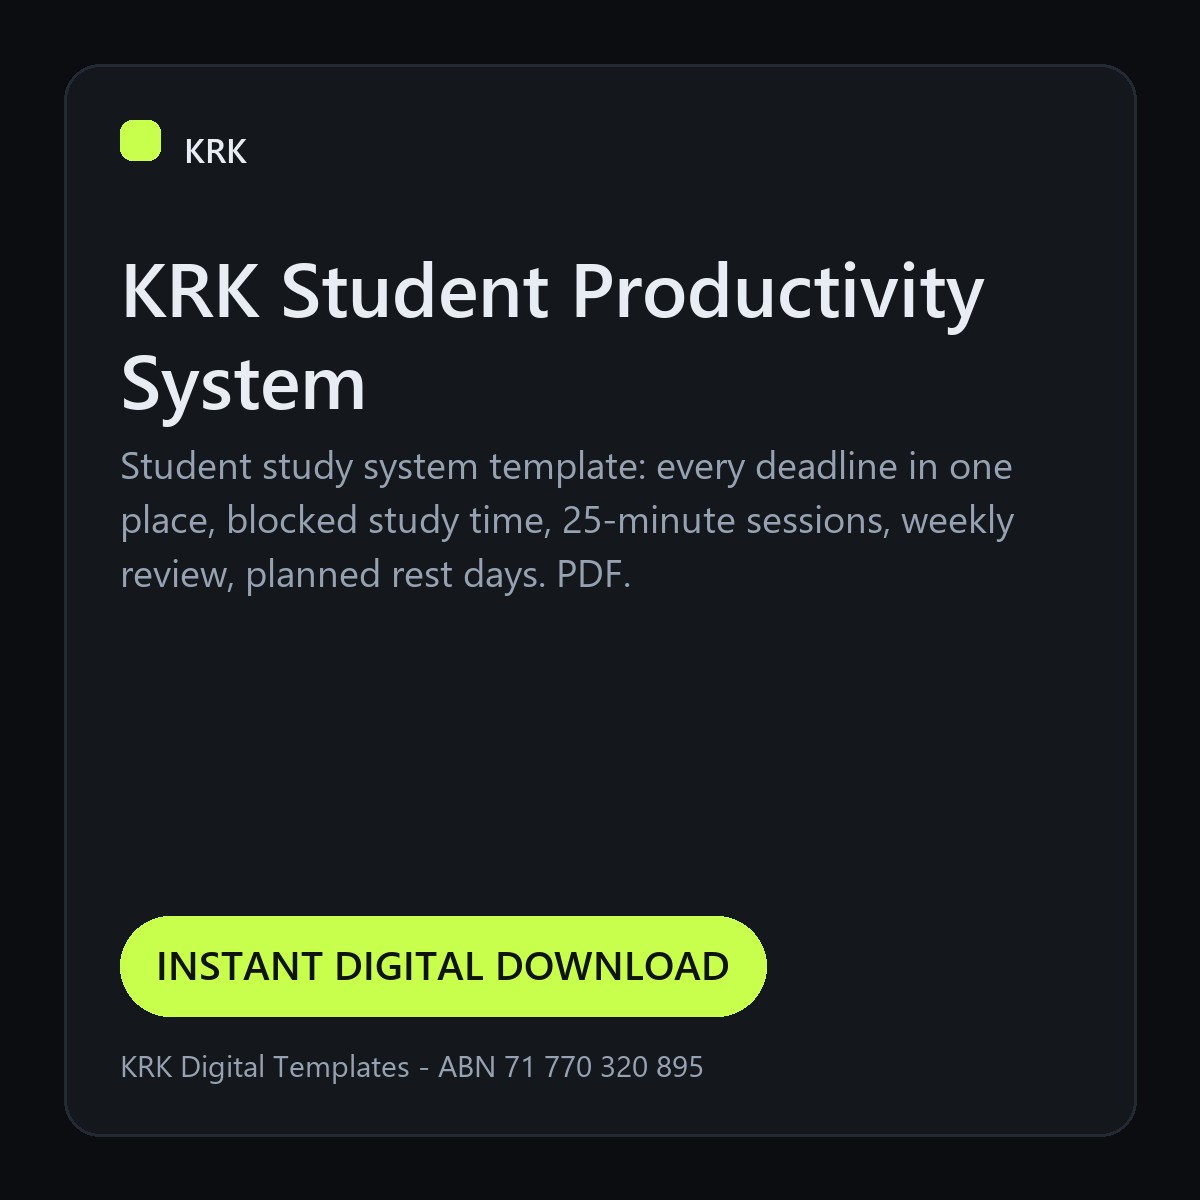 KRK
KRK Student Productivity
System
Student study system template: every deadline in one
place, blocked study time, 25-minute sessions, weekly
review, planned rest days. PDF.
INSTANT DIGITAL DOWNLOAD
KRK Digital Templates - ABN 71 770 320 895